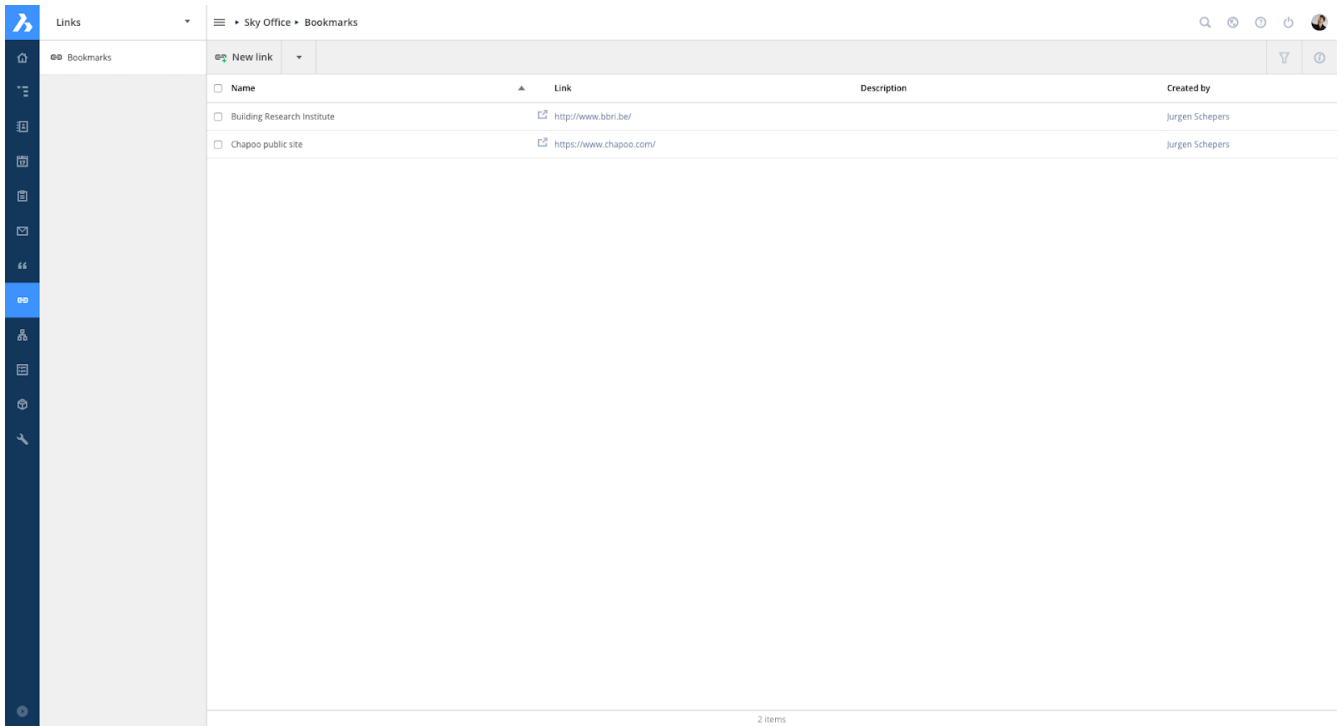 Links
Sky Office Bookmarks
Bookmarks
New link
Name Link Description Created by
Building Research Institute http://www.bbri.be/ Jurgen Schepers
Chapoo public site https://www.chapoo.com/ Jurgen Schepers
2 items